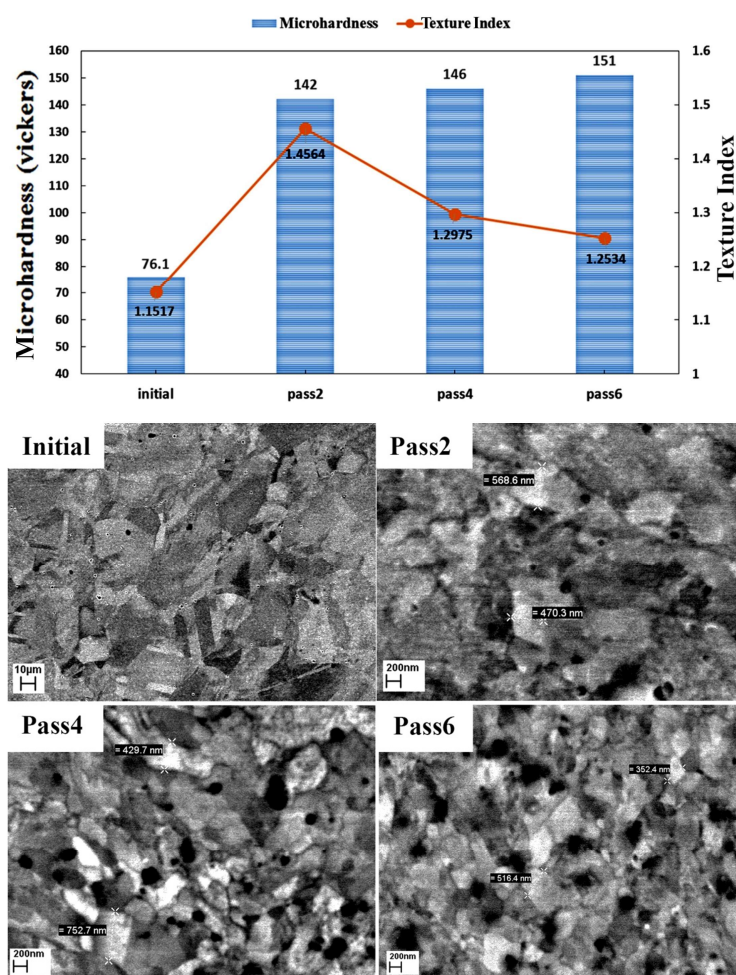 Microhardness Texture Index
Microhardness (vickers)
160
150
140
130
120
110
100
90
80
70
60
50
40
76.1
142
146
151
1.1517
1.4564
1.2975
1.2534
initial pass2 pass4 pass6
1.6
1.5
1.4
1.3
1.2
1.1
1
Texture Index
Initial
10µm
Pass2
= 568.6 nm
= 470.3 nm
200nm
Pass4
= 429.7 nm
= 752.7 nm
200nm
Pass6
= 352.4 nm
= 516.4 nm
200nm